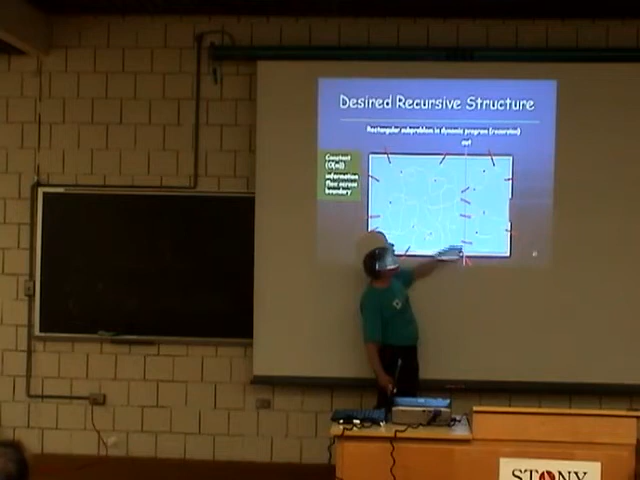 Desired Recursive Structure
Rectangular subproblem in dynamic program (recursion)
cut
Constant
(O(m))
information
flow across
boundary
STONY